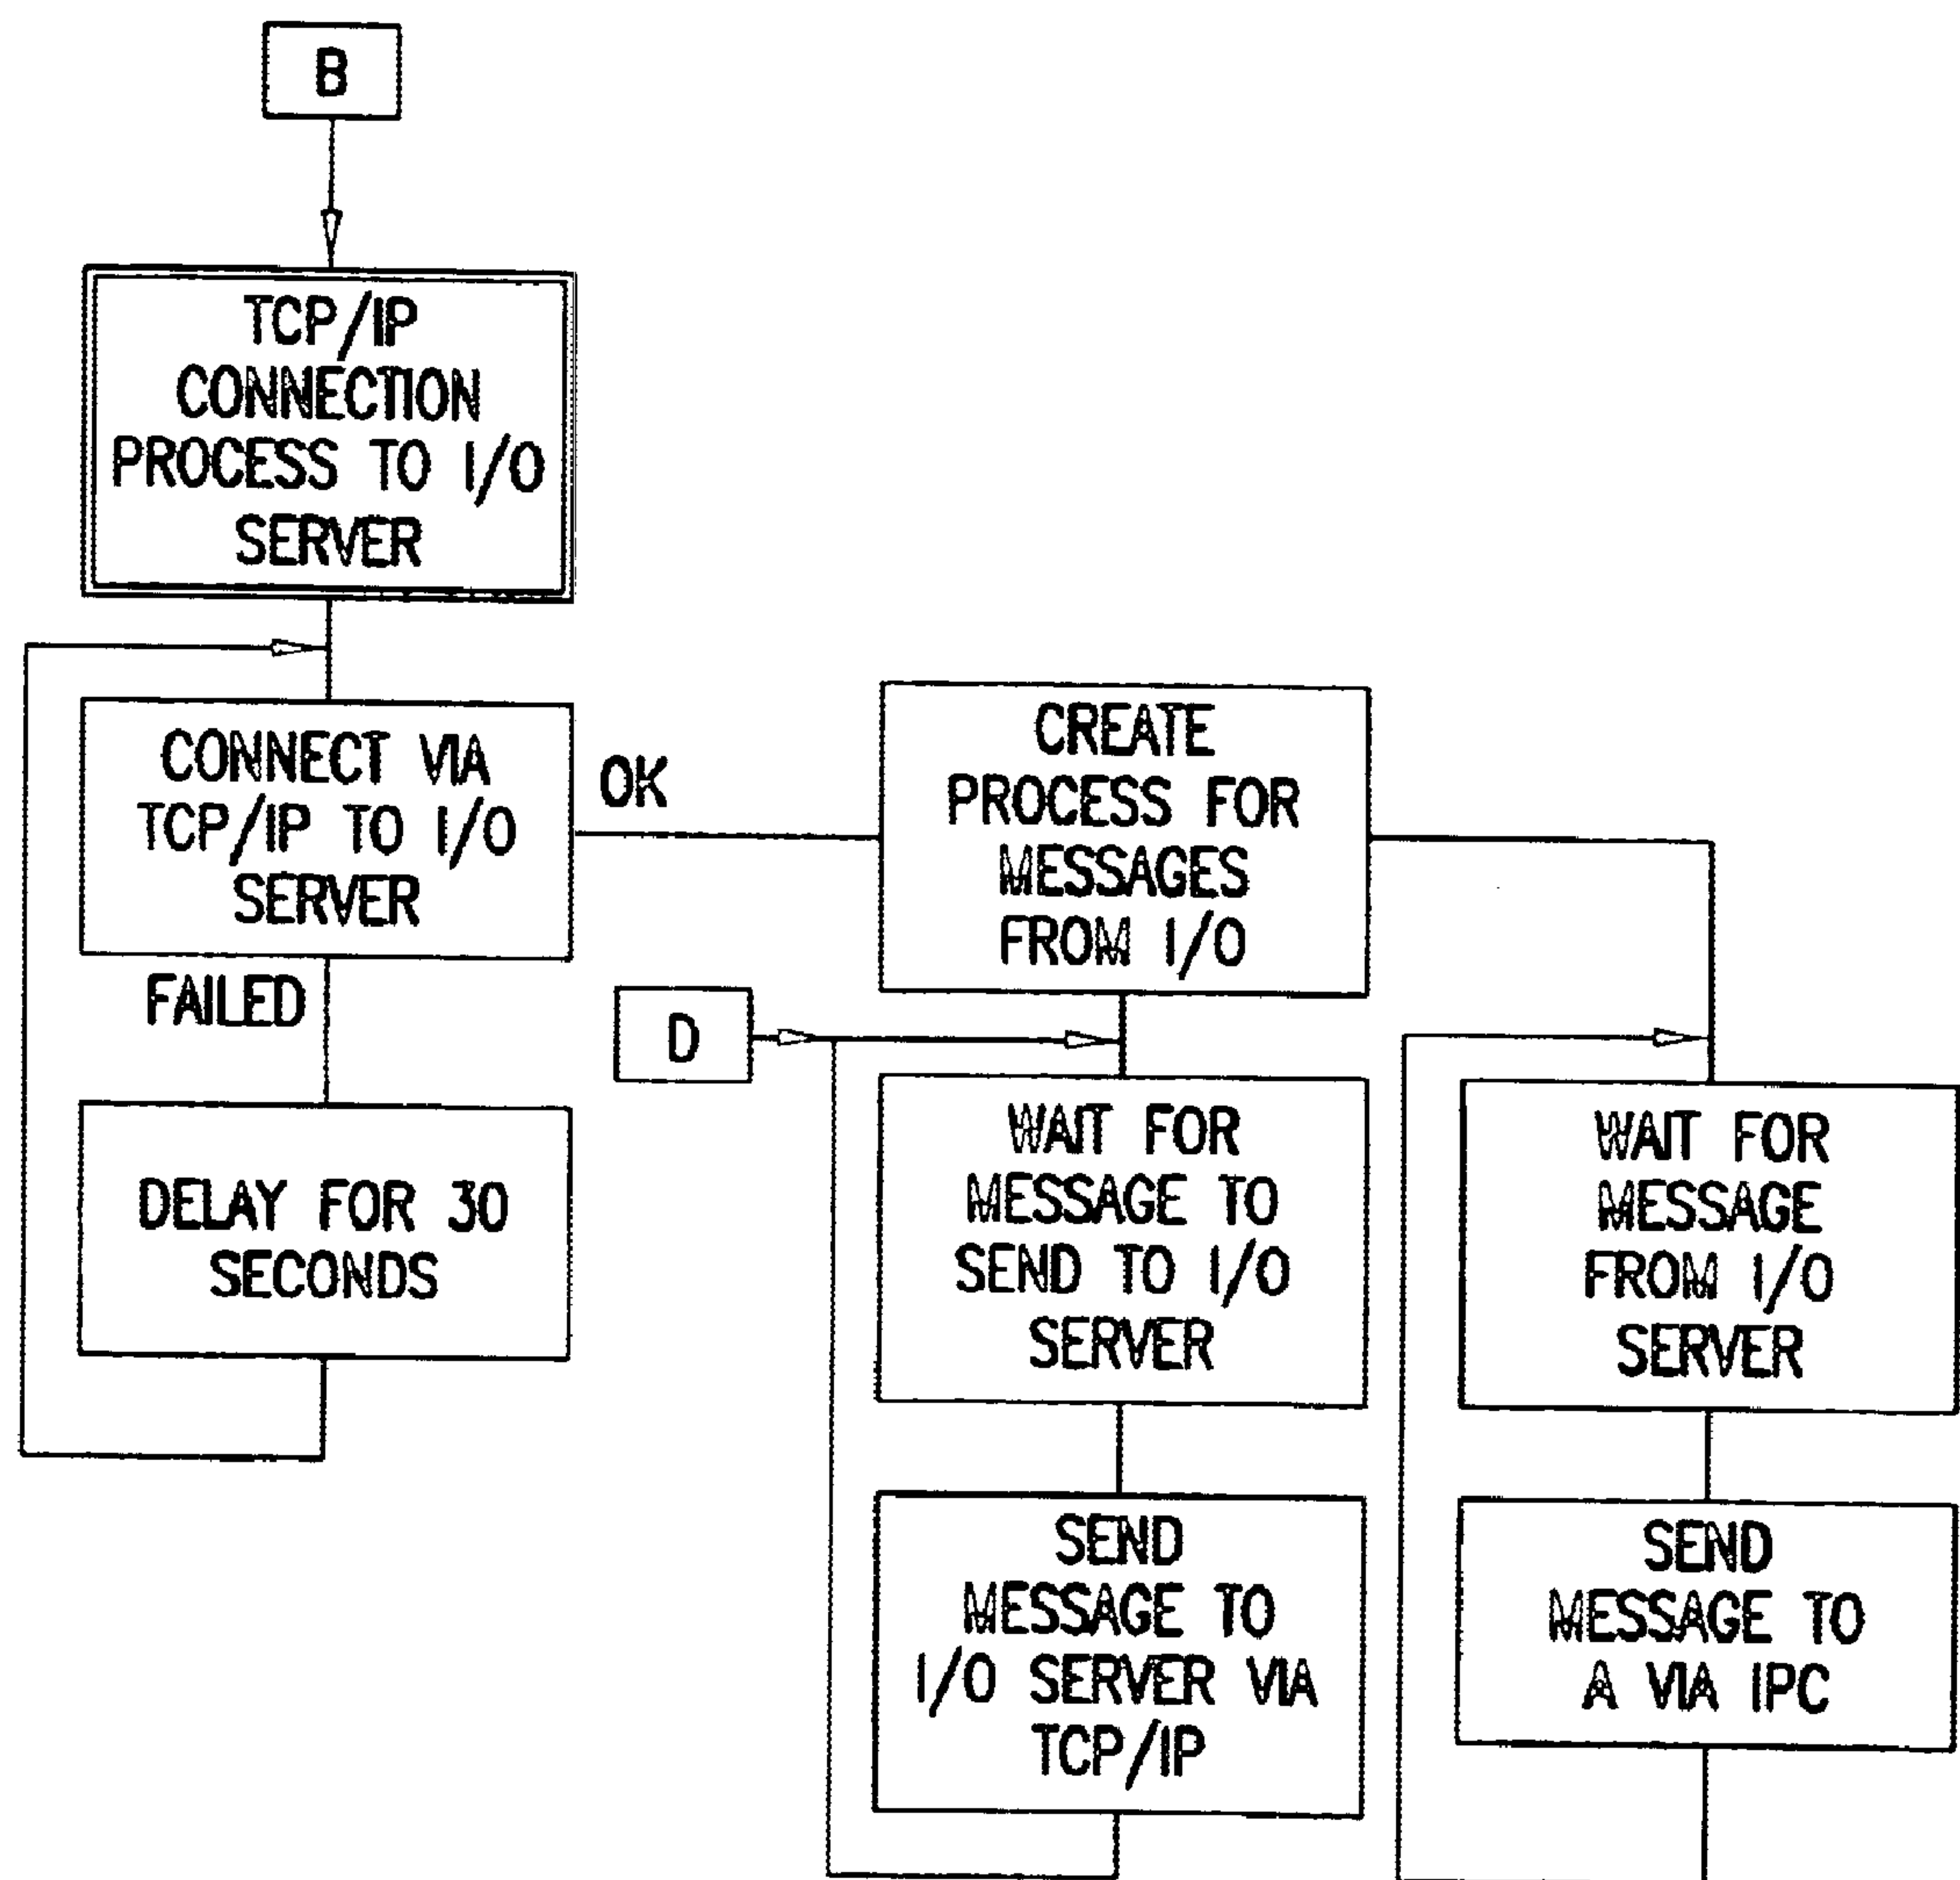 B
TCP/IP
CONNECTION
PROCESS TO I/O
SERVER
CONNECT VIA
TCP/IP TO I/O
SERVER
OK
FAILED
DELAY FOR 30
SECONDS
CREATE
PROCESS FOR
MESSAGES
FROM I/O
D
WAIT FOR
MESSAGE TO
SEND TO I/O
SERVER
SEND
MESSAGE TO
I/O SERVER VIA
TCP/IP
WAIT FOR
MESSAGE
FROM I/O
SERVER
SEND
MESSAGE TO
A VIA IPC